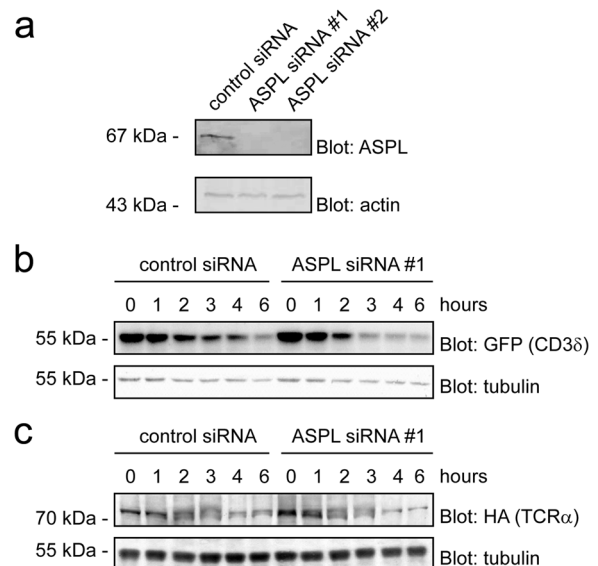 a
control siRNA
ASPL siRNA #1
ASPL siRNA #2
67 kDa -
Blot: ASPL
43 kDa -
Blot: actin
b
control siRNA ASPL siRNA #1
0 1 2 3 4 6 0 1 2 3 4 6 hours
55 kDa - Blot: GFP (CD3δ)
55 kDa - Blot: tubulin
c
control siRNA ASPL siRNA #1
0 1 2 3 4 6 0 1 2 3 4 6 hours
70 kDa - Blot: HA (TCRα)
55 kDa - Blot: tubulin